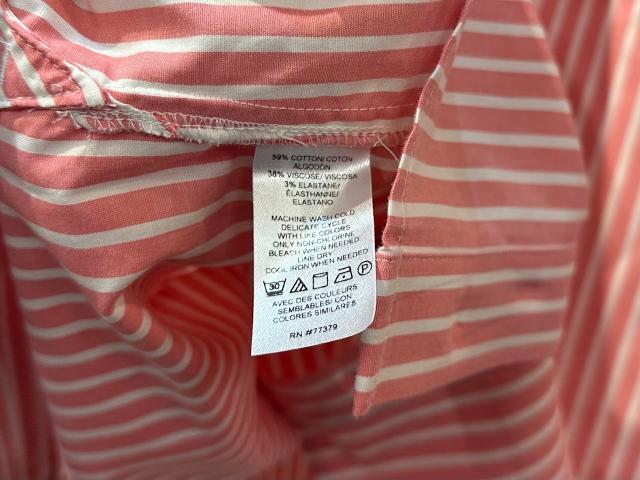 59% COTTON/COTON
ALGODÓN
38% VISCOSE/VISCOSA
3% ELASTANE/
ÉLASTHANNE/
ELASTANO
MACHINE WASH COLD
DELICATE CYCLE
WITH LIKE COLORS
ONLY NON-CHLORINE
BLEACH WHEN NEEDED
LINE DRY
COOL IRON WHEN NEEDED
30 P
AVEC DES COULEURS
SEMBLABLES/ CON
COLORES SIMILARES
RN #77379